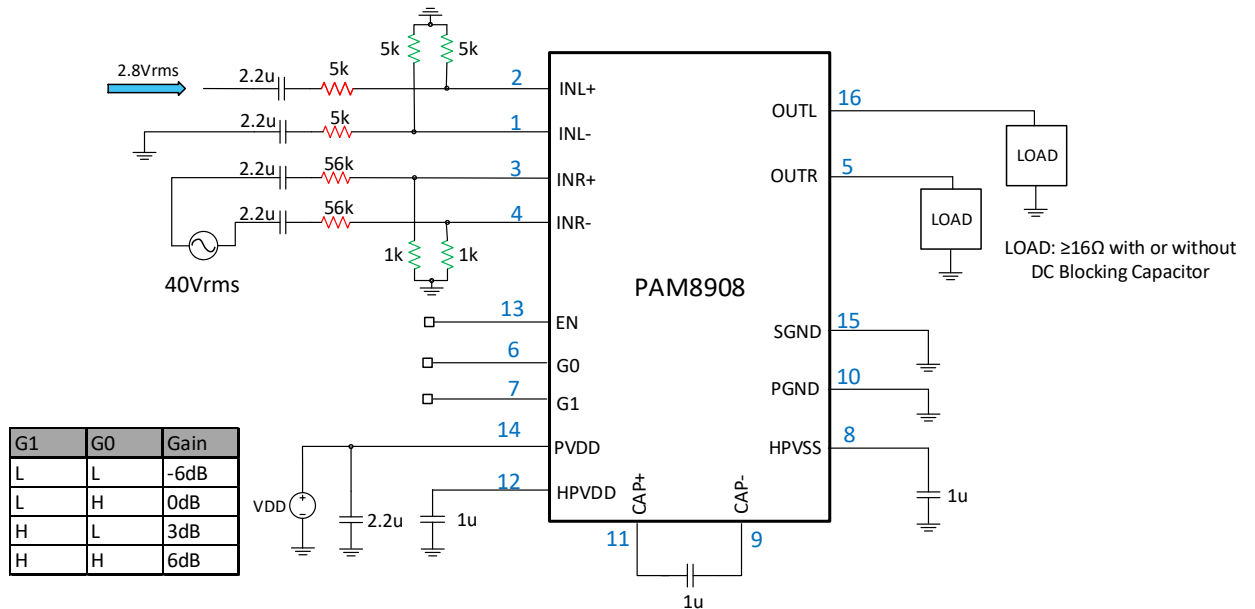 5k
5k
2.8Vrms
2.2u
5k
2
INL+
2.2u
5k
1
INL-
2.2u
56k
3
INR+
2.2u
56k
4
INR-
1k
1k
40Vrms
PAM8908
OUTL
16
LOAD
OUTR
5
LOAD
LOAD: ≥16Ω with or without
DC Blocking Capacitor
13
EN
6
G0
7
G1
14
PVDD
12
HPVDD
VDD
2.2u
1u
SGND
15
PGND
10
HPVSS
8
1u
CAP+
CAP-
11
9
1u
G1 G0 Gain
L L -6dB
L H 0dB
H L 3dB
H H 6dB